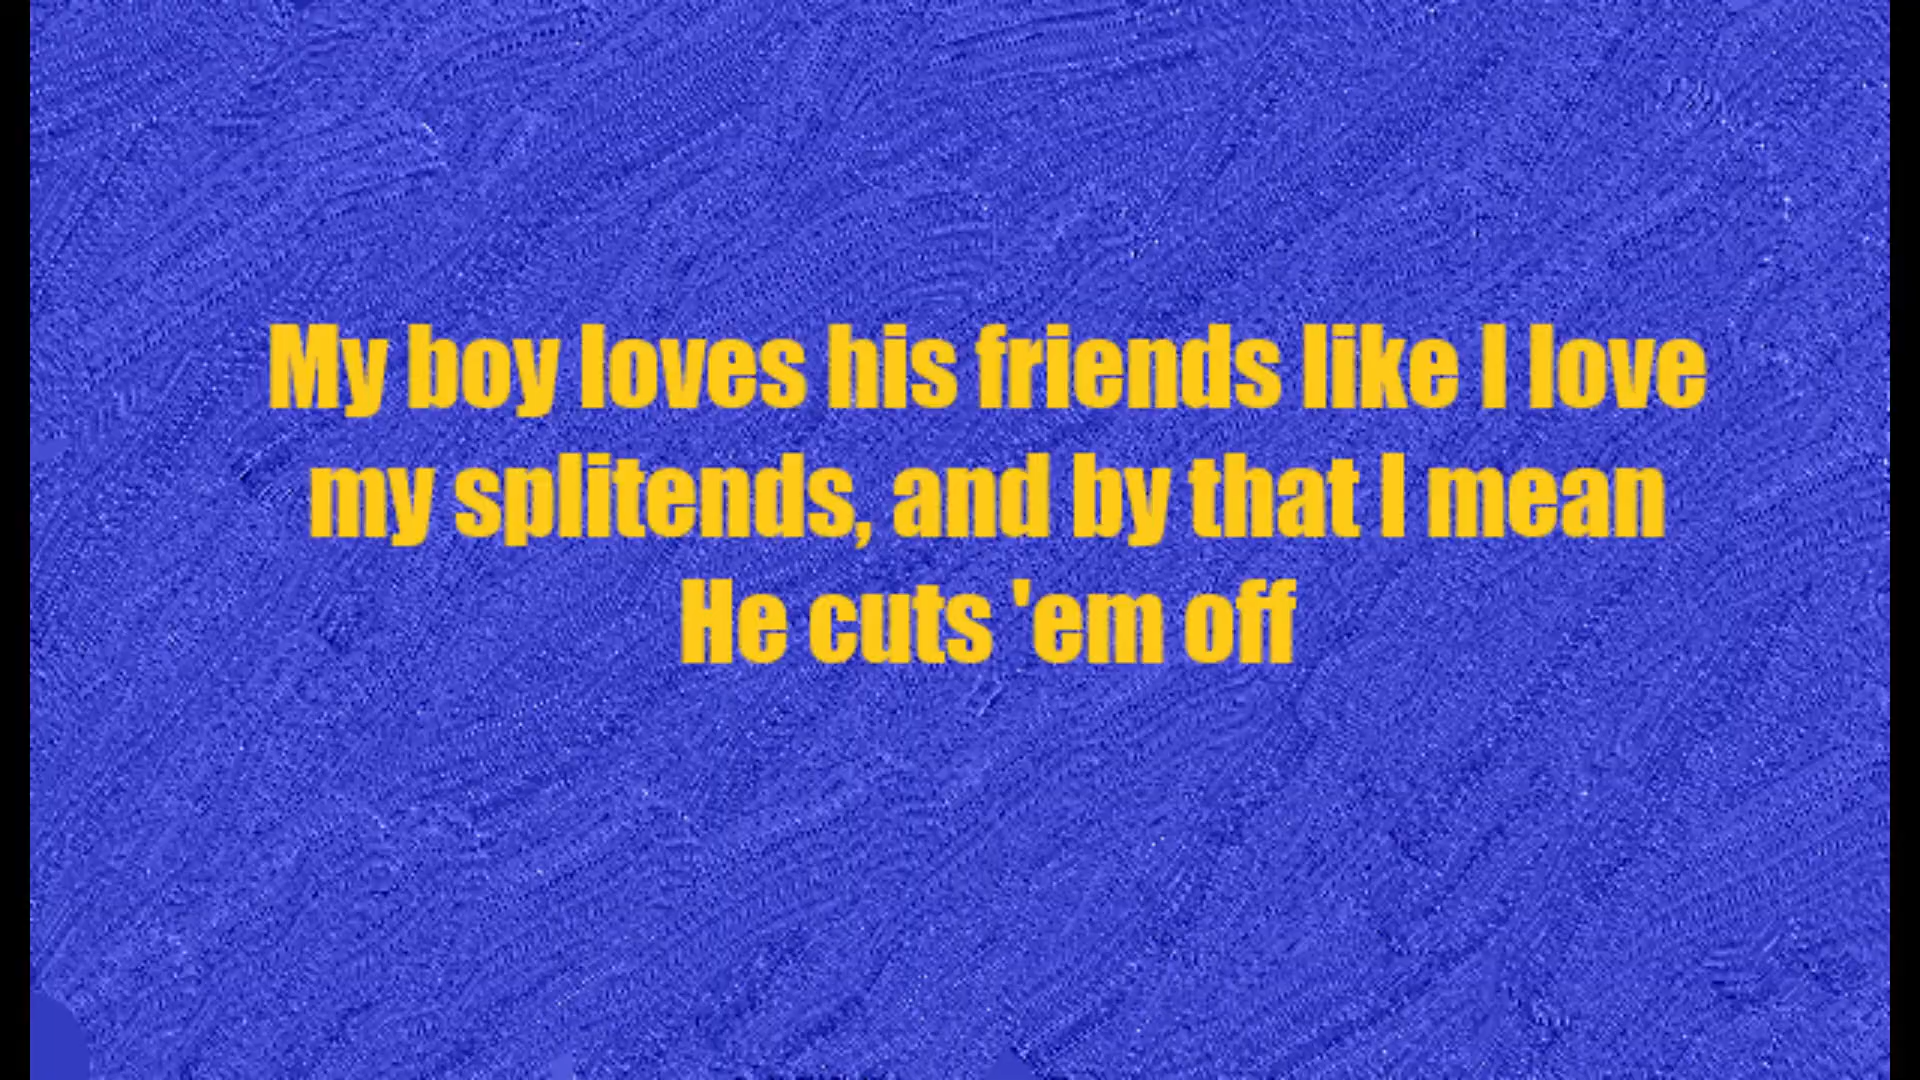 My boy loves his friends like I love
my splitends, and by that I mean
He cuts 'em off